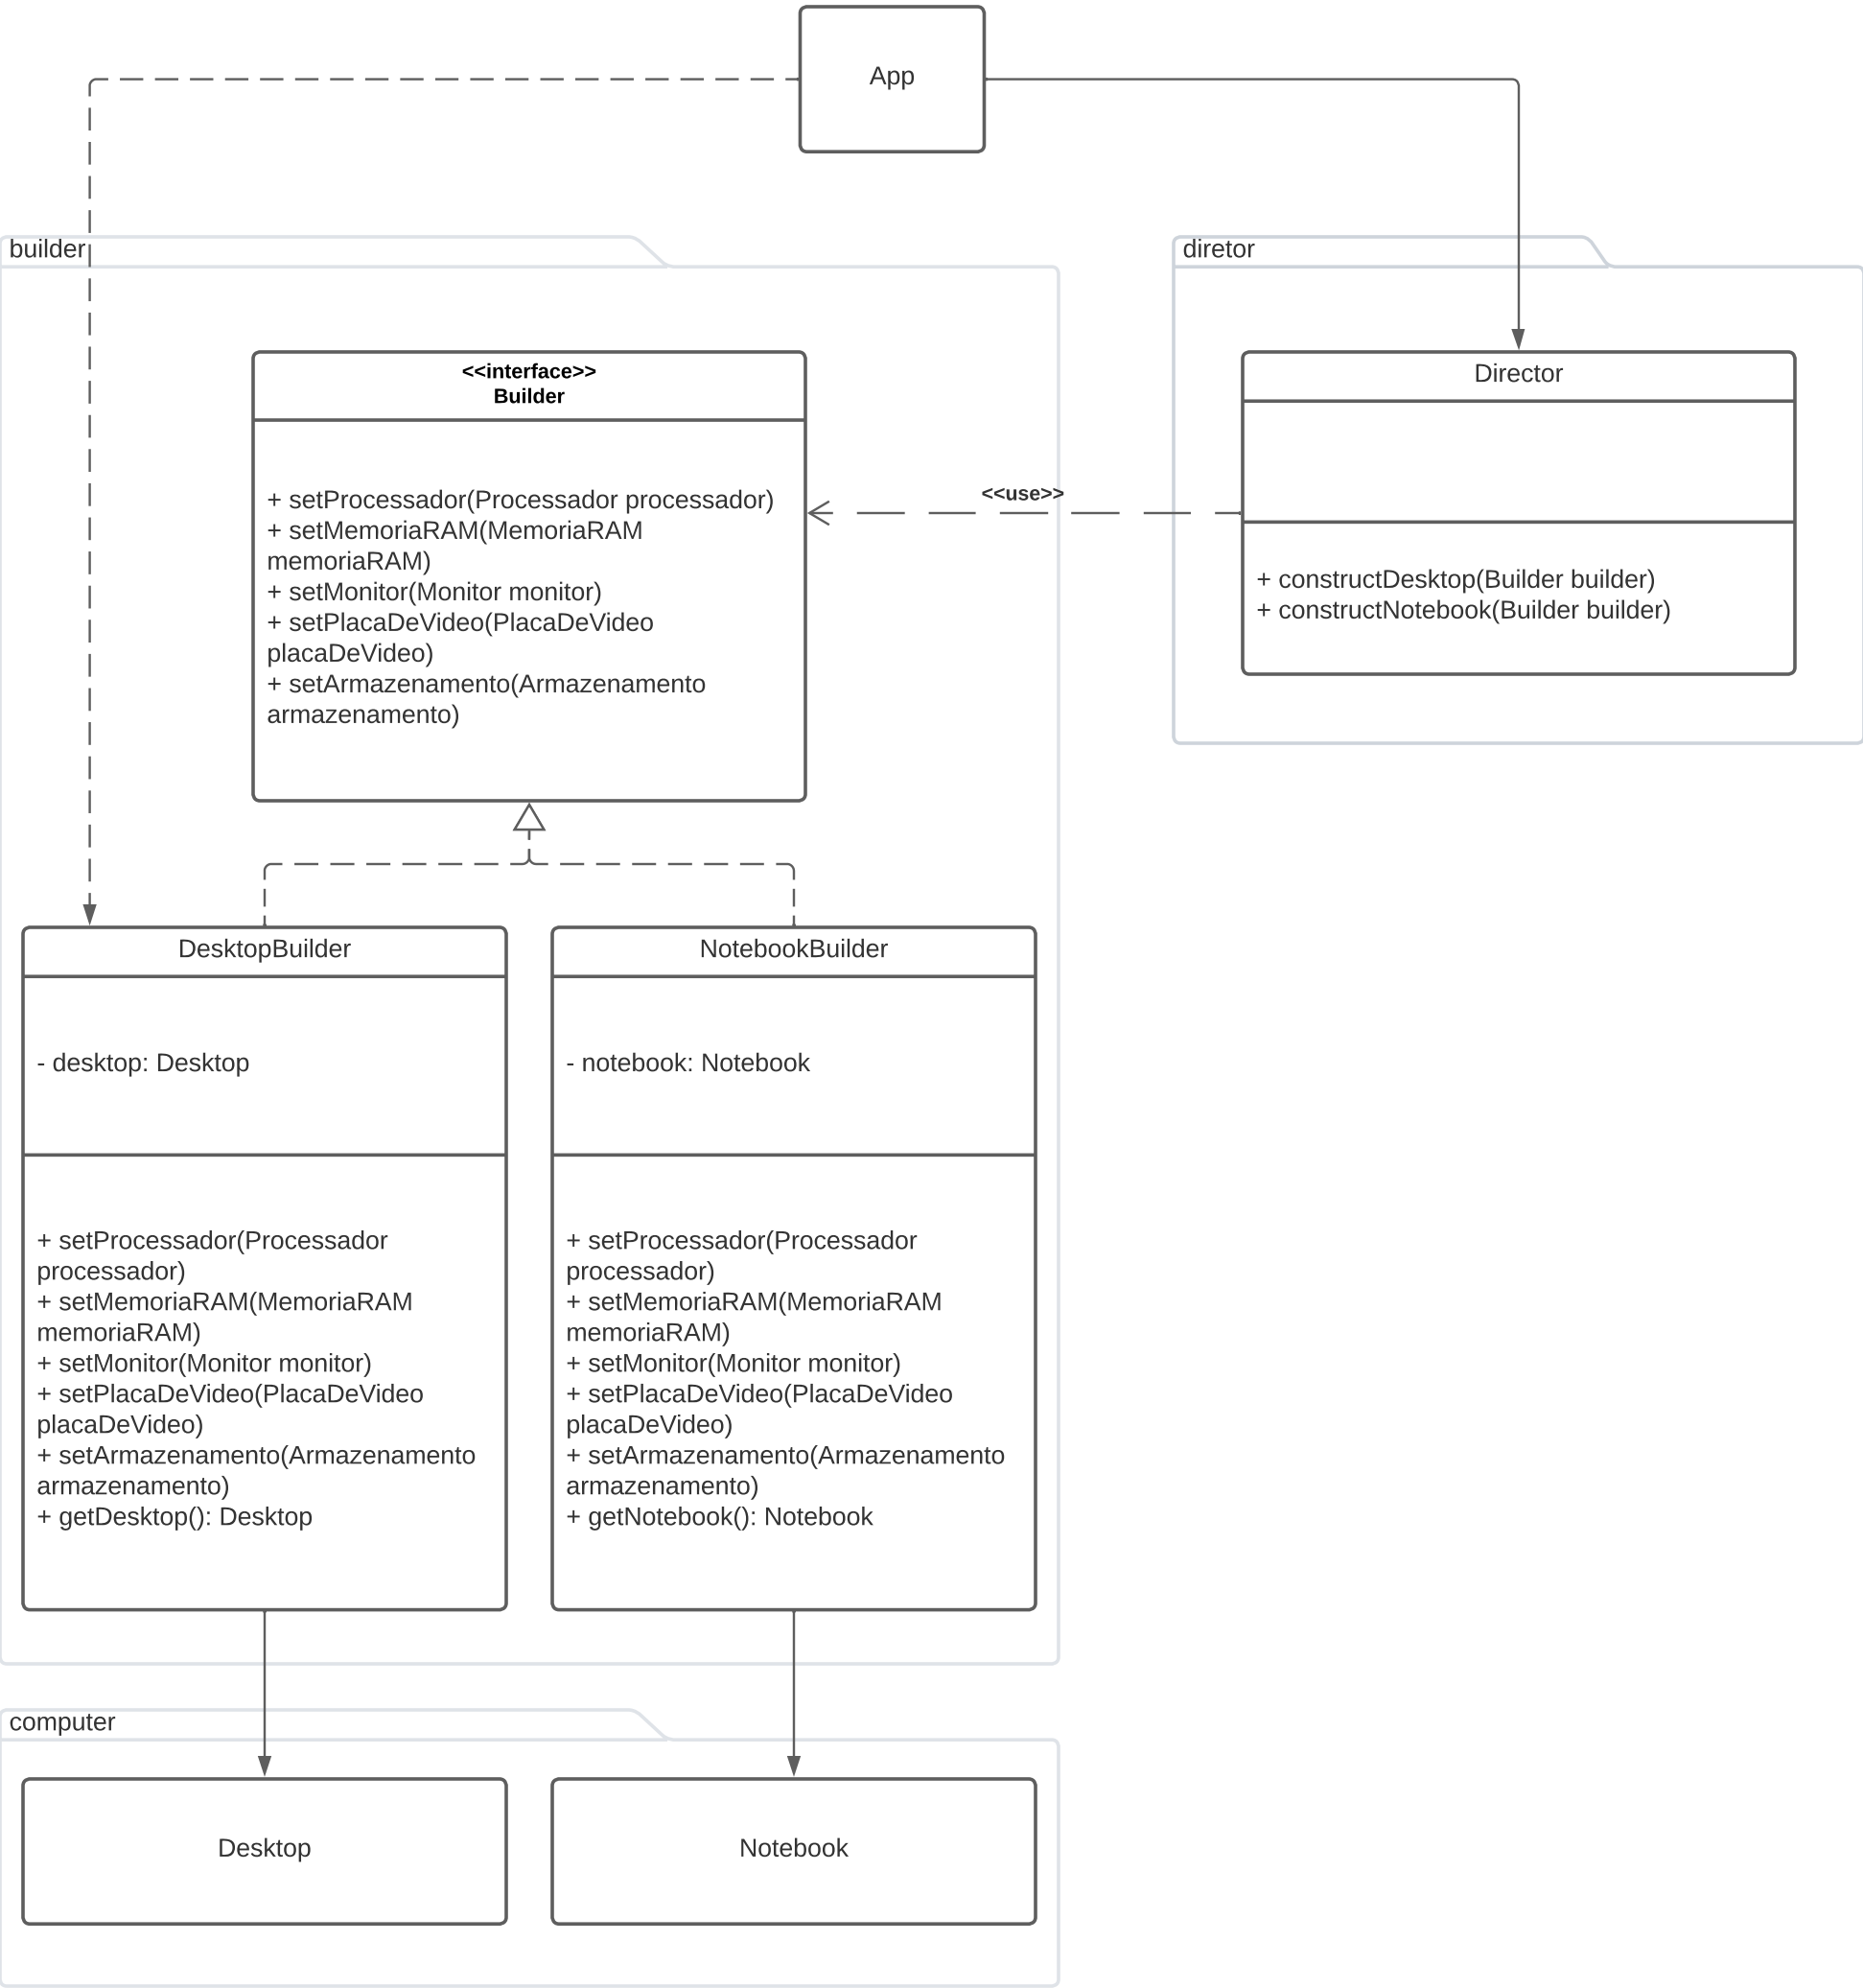 App
builder
diretor
<<interface>>
Builder
+ setProcessador(Processador processador)
+ setMemoriaRAM(MemoriaRAM
memoriaRAM)
+ setMonitor(Monitor monitor)
+ setPlacaDeVideo(PlacaDeVideo
placaDeVideo)
+ setArmazenamento(Armazenamento
armazenamento)
<<use>>
Director
+ constructDesktop(Builder builder)
+ constructNotebook(Builder builder)
DesktopBuilder
- desktop: Desktop
+ setProcessador(Processador
processador)
+ setMemoriaRAM(MemoriaRAM
memoriaRAM)
+ setMonitor(Monitor monitor)
+ setPlacaDeVideo(PlacaDeVideo
placaDeVideo)
+ setArmazenamento(Armazenamento
armazenamento)
+ getDesktop(): Desktop
NotebookBuilder
- notebook: Notebook
+ setProcessador(Processador
processador)
+ setMemoriaRAM(MemoriaRAM
memoriaRAM)
+ setMonitor(Monitor monitor)
+ setPlacaDeVideo(PlacaDeVideo
placaDeVideo)
+ setArmazenamento(Armazenamento
armazenamento)
+ getNotebook(): Notebook
computer
Desktop
Notebook